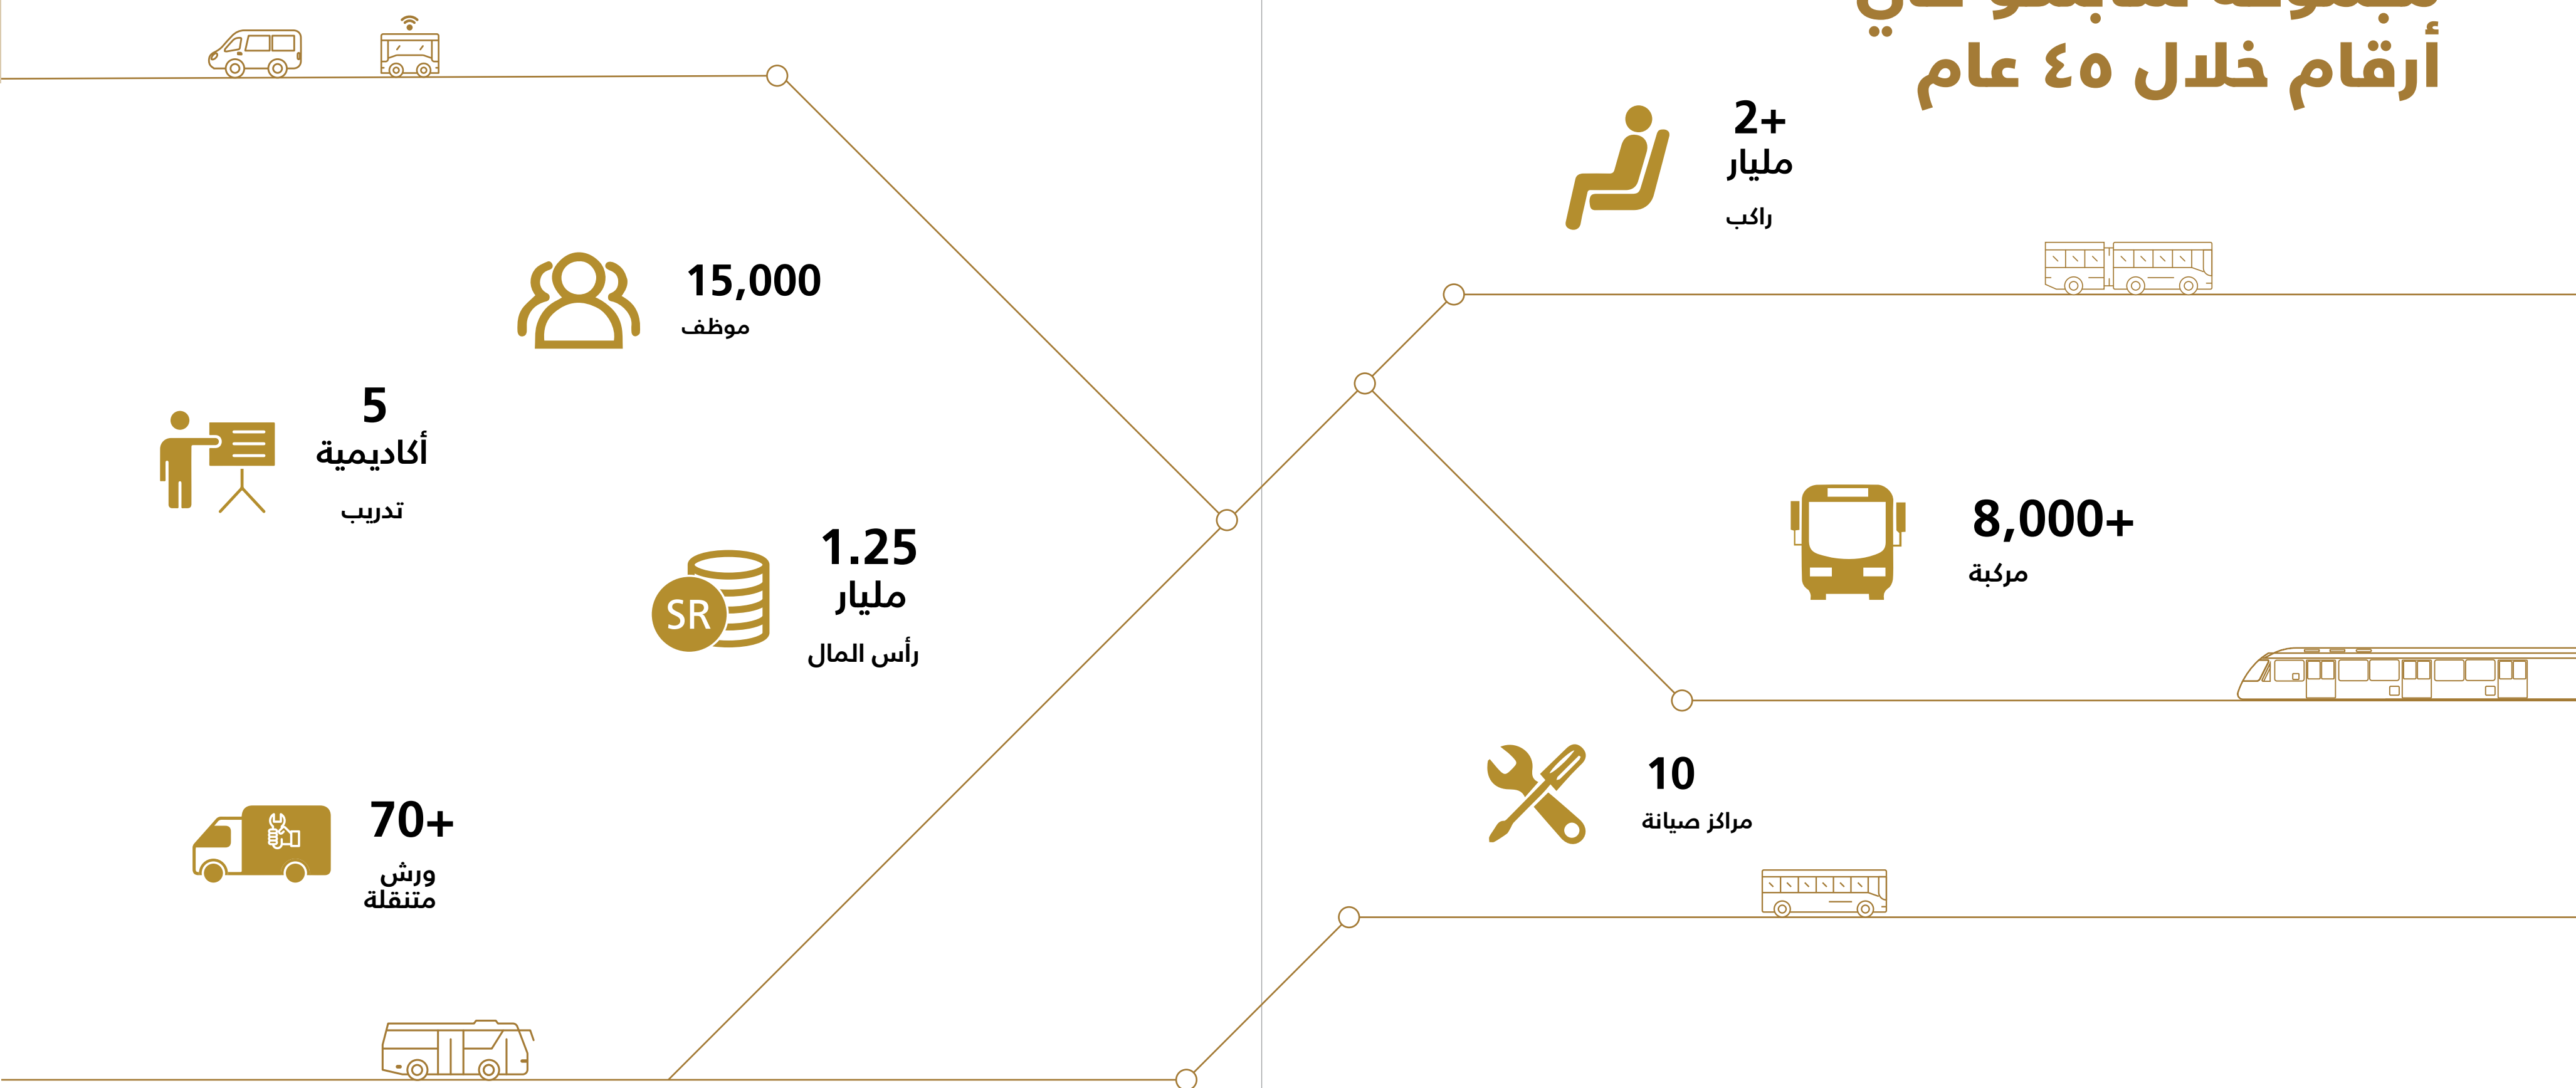 أرقام خلال ٤٥ عام
2+
مليار
راكب
8,000+
مركبة
10
مراكز صيانة
15,000
موظف
5
أكاديمية
تدريب
1.25
مليار
رأس المال
SR
70+
ورش
متنقلة